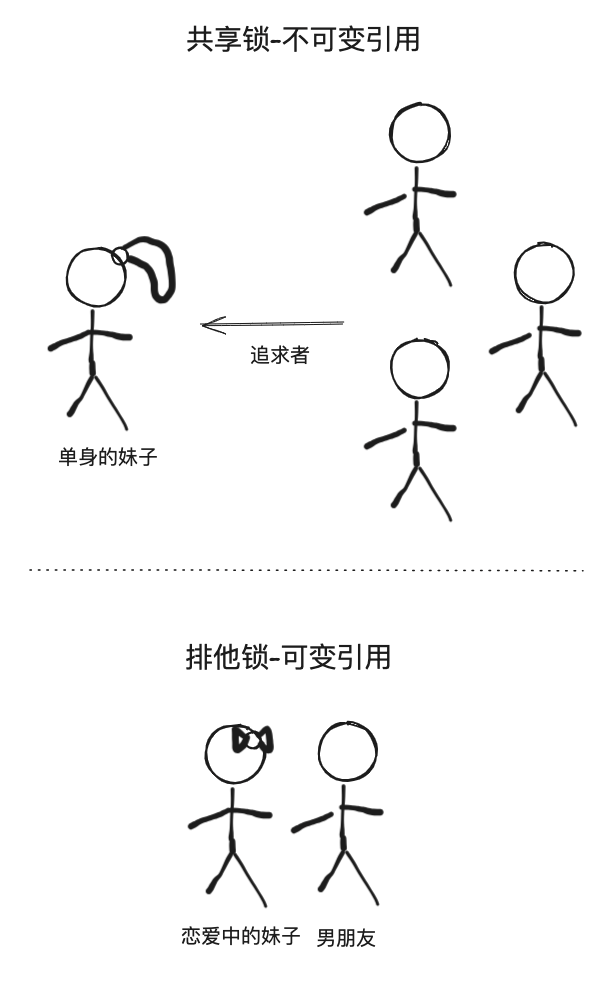 共享锁-不可变引用
追求者
单身的妹子
排他锁-可变引用
恋爱中的妹子 男朋友